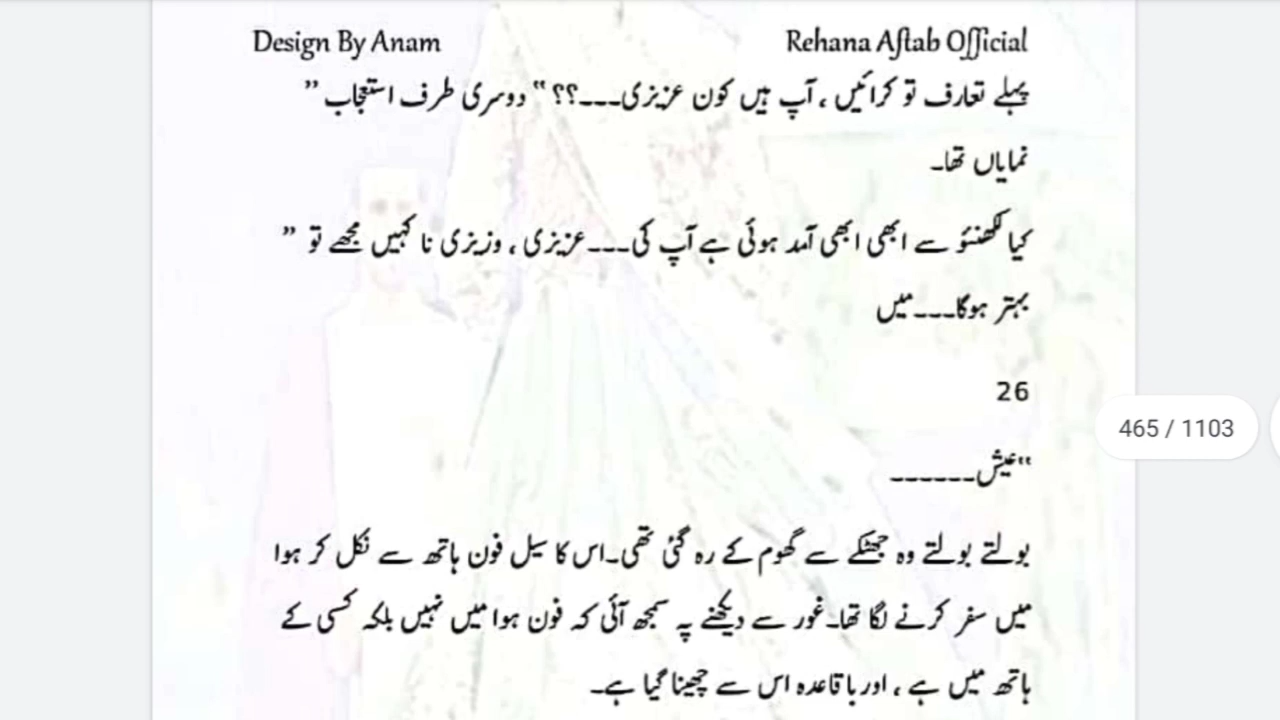 Design By Anam Rehana Aftab Official
پہلے تعارف تو کرائیں ، آپ ہیں کون عزیزی۔۔۔؟؟“ دوسری طرف استعجاب ”
نمایاں تھا۔
کیا لکھنئو سے ابھی ابھی آمد ہوئی ہے آپ کی۔۔۔عزیزی ، وزیزی نا کہیں مجھے تو ”
بہتر ہوگا۔۔۔میں
26
465 / 1103
“عیش۔۔۔۔۔۔
بولتے بولتے وہ جھٹکے سے گھوم کے رہ گئی تھی۔اس کا سیل فون ہاتھ سے نکل کر ہوا
میں سفر کرنے لگا تھا۔غور سے دیکھنے پہ سمجھ آئی کہ فون ہوا میں نہیں بلکہ کسی کے
ہاتھ میں ہے ، اور باقاعدہ اس سے چھینا گیا ہے۔